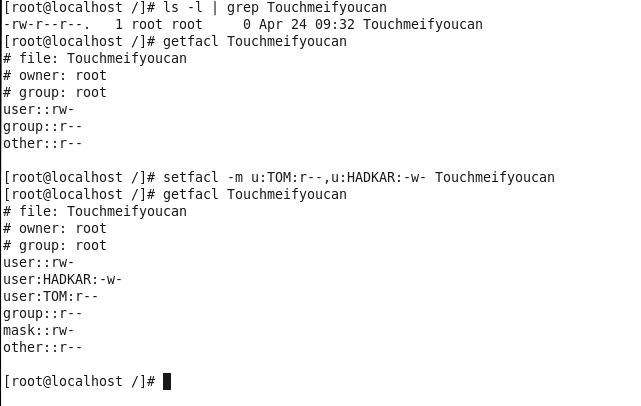 [root@localhost /]# ls -l | grep Touchmeifyoucan
-rw-r--r--.   1 root root     0 Apr 24 09:32 Touchmeifyoucan
[root@localhost /]# getfacl Touchmeifyoucan
# file: Touchmeifyoucan
# owner: root
# group: root
user::rw-
group::r--
other::r--

[root@localhost /]# setfacl -m u:TOM:r--,u:HADKAR:-w- Touchmeifyoucan
[root@localhost /]# getfacl Touchmeifyoucan
# file: Touchmeifyoucan
# owner: root
# group: root
user::rw-
user:HADKAR:-w-
user:TOM:r--
group::r--
mask::rw-
other::r--

[root@localhost /]#